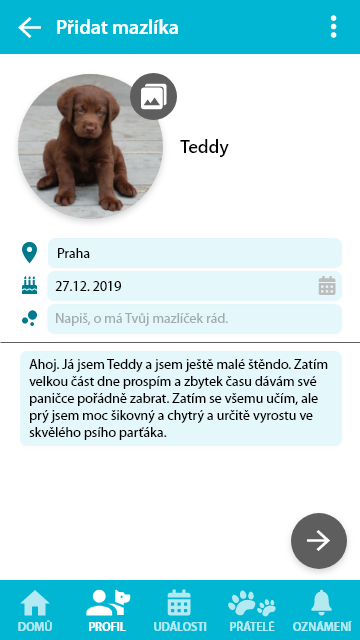 Přidat mazlíka
Teddy
Praha
27.12. 2019
Napiš, o má Tvůj mazlíček rád.
Ahoj. Já jsem Teddy a jsem ještě malé štěndo. Zatím
velkou část dne prospím a zbytek času dávám své
paničce pořádně zabrat. Zatím se všemu učím, ale
prý jsem moc šikovný a chytrý a určitě vyrostu ve
skvělého psího parťáka.
DOMŮ PROFIL UDÁLOSTI PŘÁTELÉ OZNÁMENÍ